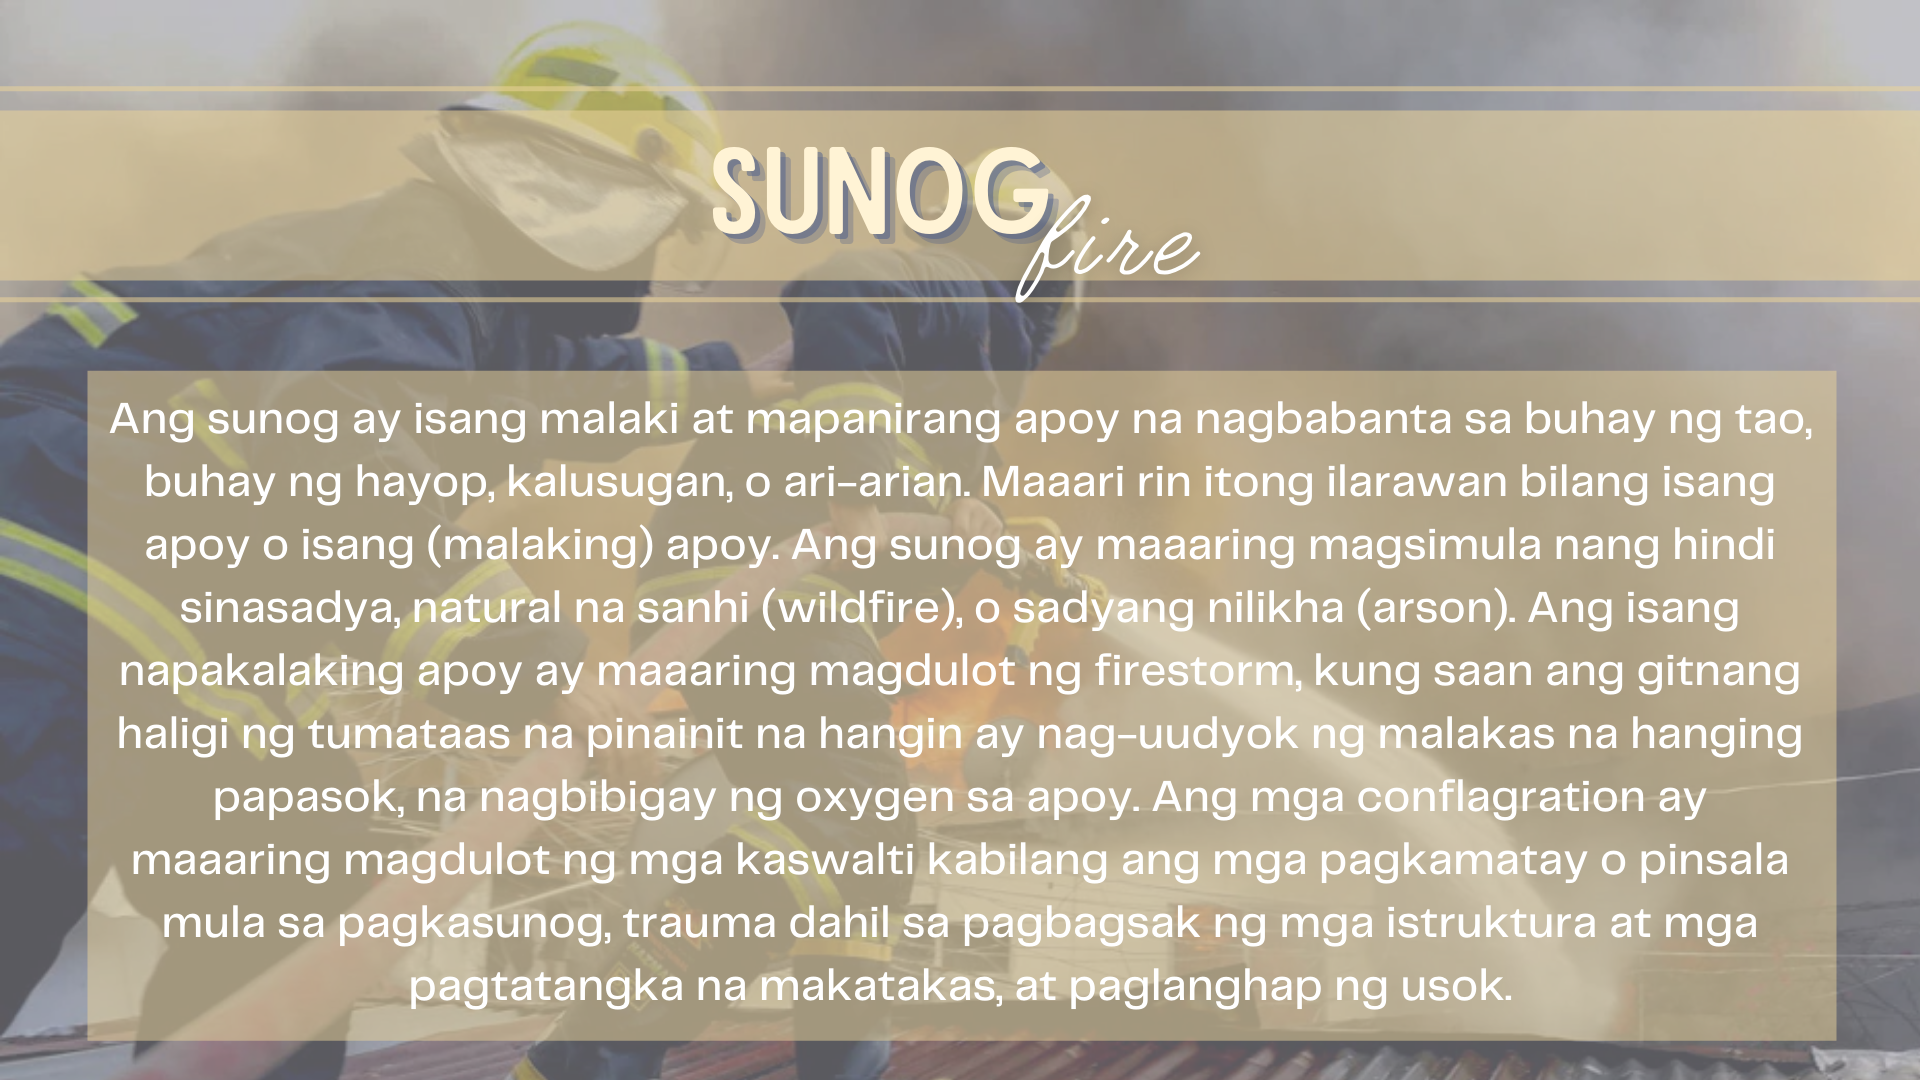 SUNOG
fire
Ang sunog ay isang malaki at mapanirang apoy na nagbabanta sa buhay ng tao,
buhay ng hayop, kalusugan, o ari-arian. Maaari rin itong ilarawan bilang isang
apoy o isang (malaking) apoy. Ang sunog ay maaaring magsimula nang hindi
sinasadya, natural na sanhi (wildfire), o sadyang nilikha (arson). Ang isang
napakalaking apoy ay maaaring magdulot ng firestorm, kung saan ang gitnang
haligi ng tumataas na pinainit na hangin ay nag-uudyok ng malakas na hanging
papasok, na nagbibigay ng oxygen sa apoy. Ang mga conflagration ay
maaaring magdulot ng mga kaswalti kabilang ang mga pagkamatay o pinsala
mula sa pagkasunog, trauma dahil sa pagbagsak ng mga istruktura at mga
pagtatangka na makatakas, at paglanghap ng usok.